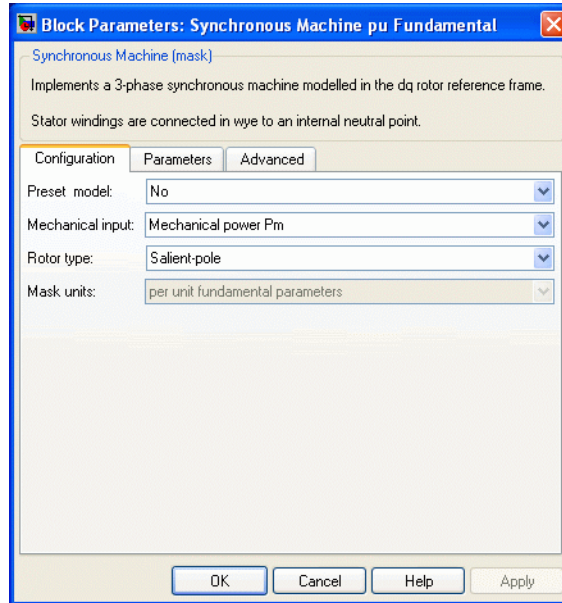 Block Parameters: Synchronous Machine pu Fundamental
Synchronous Machine (mask)
Implements a 3-phase synchronous machine modelled in the dq rotor reference frame.
Stator windings are connected in wye to an internal neutral point.
Configuration Parameters Advanced
Preset model: No
Mechanical input: Mechanical power Pm
Rotor type: Salient-pole
Mask units: per unit fundamental parameters
OK Cancel Help Apply